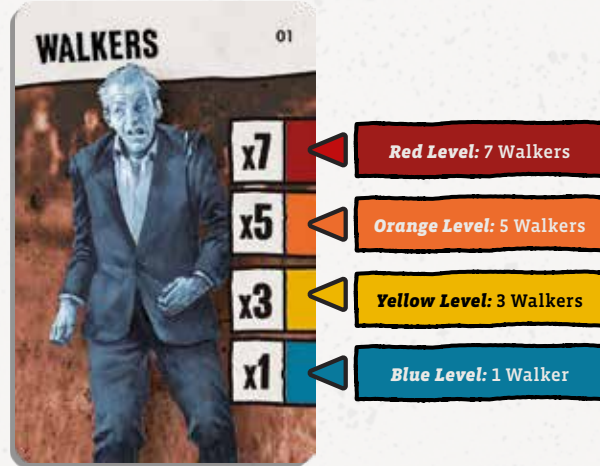 WALKERS
01
x7
Red Level: 7 Walkers
x5
Orange Level: 5 Walkers
x3
Yellow Level: 3 Walkers
x1
Blue Level: 1 Walker